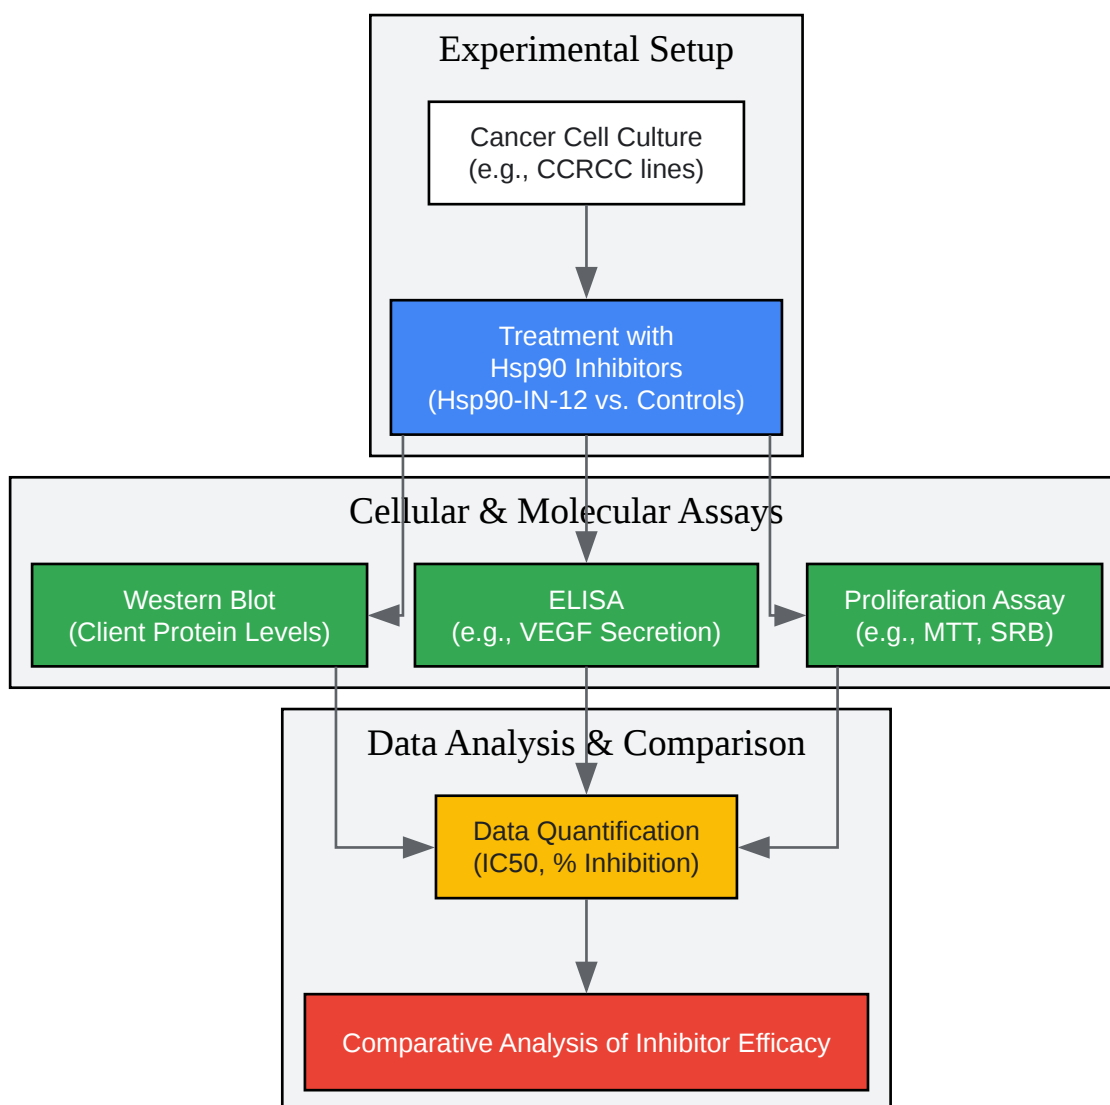 Experimental Setup
Cancer Cell Culture
(e.g., CCRCC lines)
Treatment with
Hsp90 Inhibitors
(Hsp90-IN-12 vs. Controls)
Cellular & Molecular Assays
Western Blot
(Client Protein Levels)
ELISA
(e.g., VEGF Secretion)
Proliferation Assay
(e.g., MTT, SRB)
Data Analysis & Comparison
Data Quantification
(IC50, % Inhibition)
Comparative Analysis of Inhibitor Efficacy